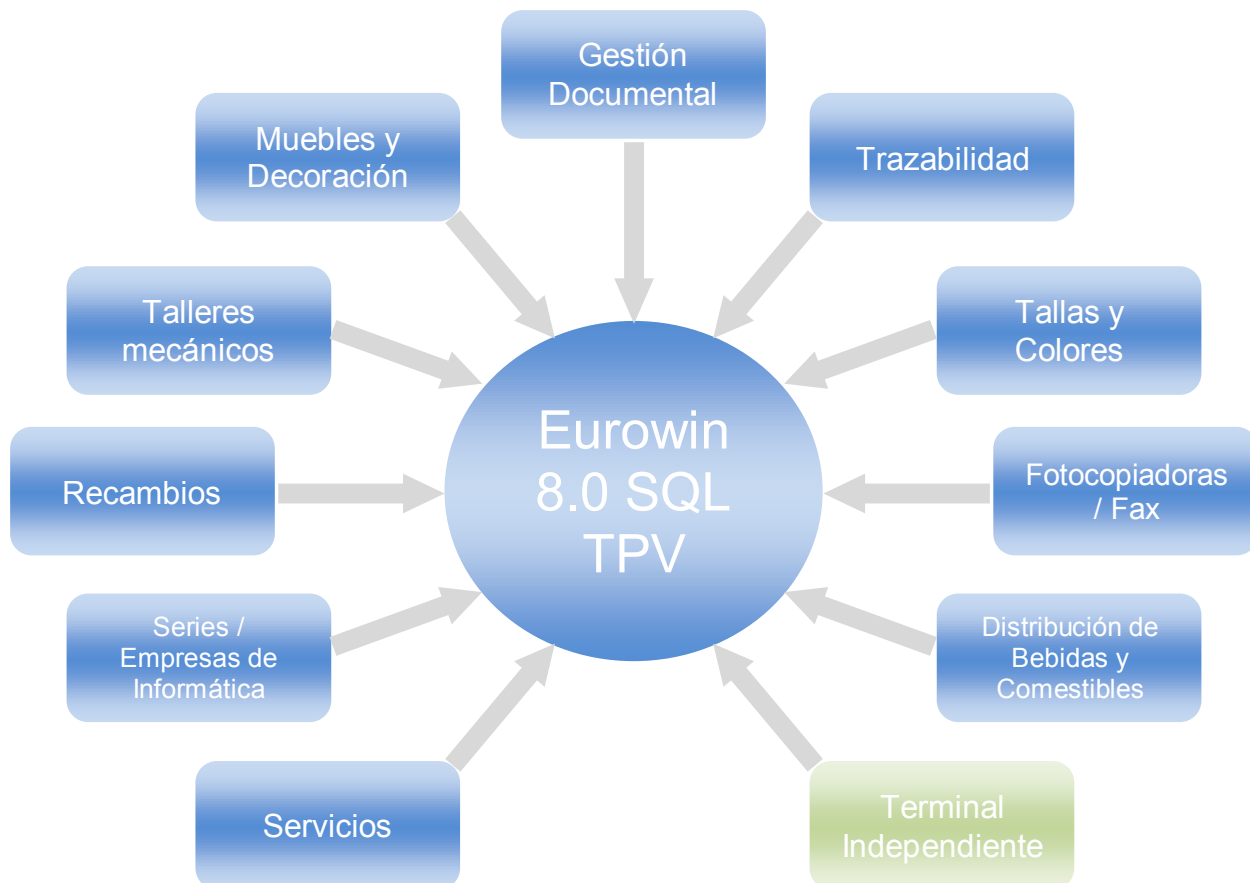 Gestión
Documental
Muebles y
Decoración
Trazabilidad
Talleres
mecánicos
Tallas y
Colores
Eurowin
8.0 SQL
TPV
Recambios
Fotocopiadoras
/ Fax
Series /
Empresas de
Informática
Distribución de
Bebidas y
Comestibles
Servicios
Terminal
Independiente